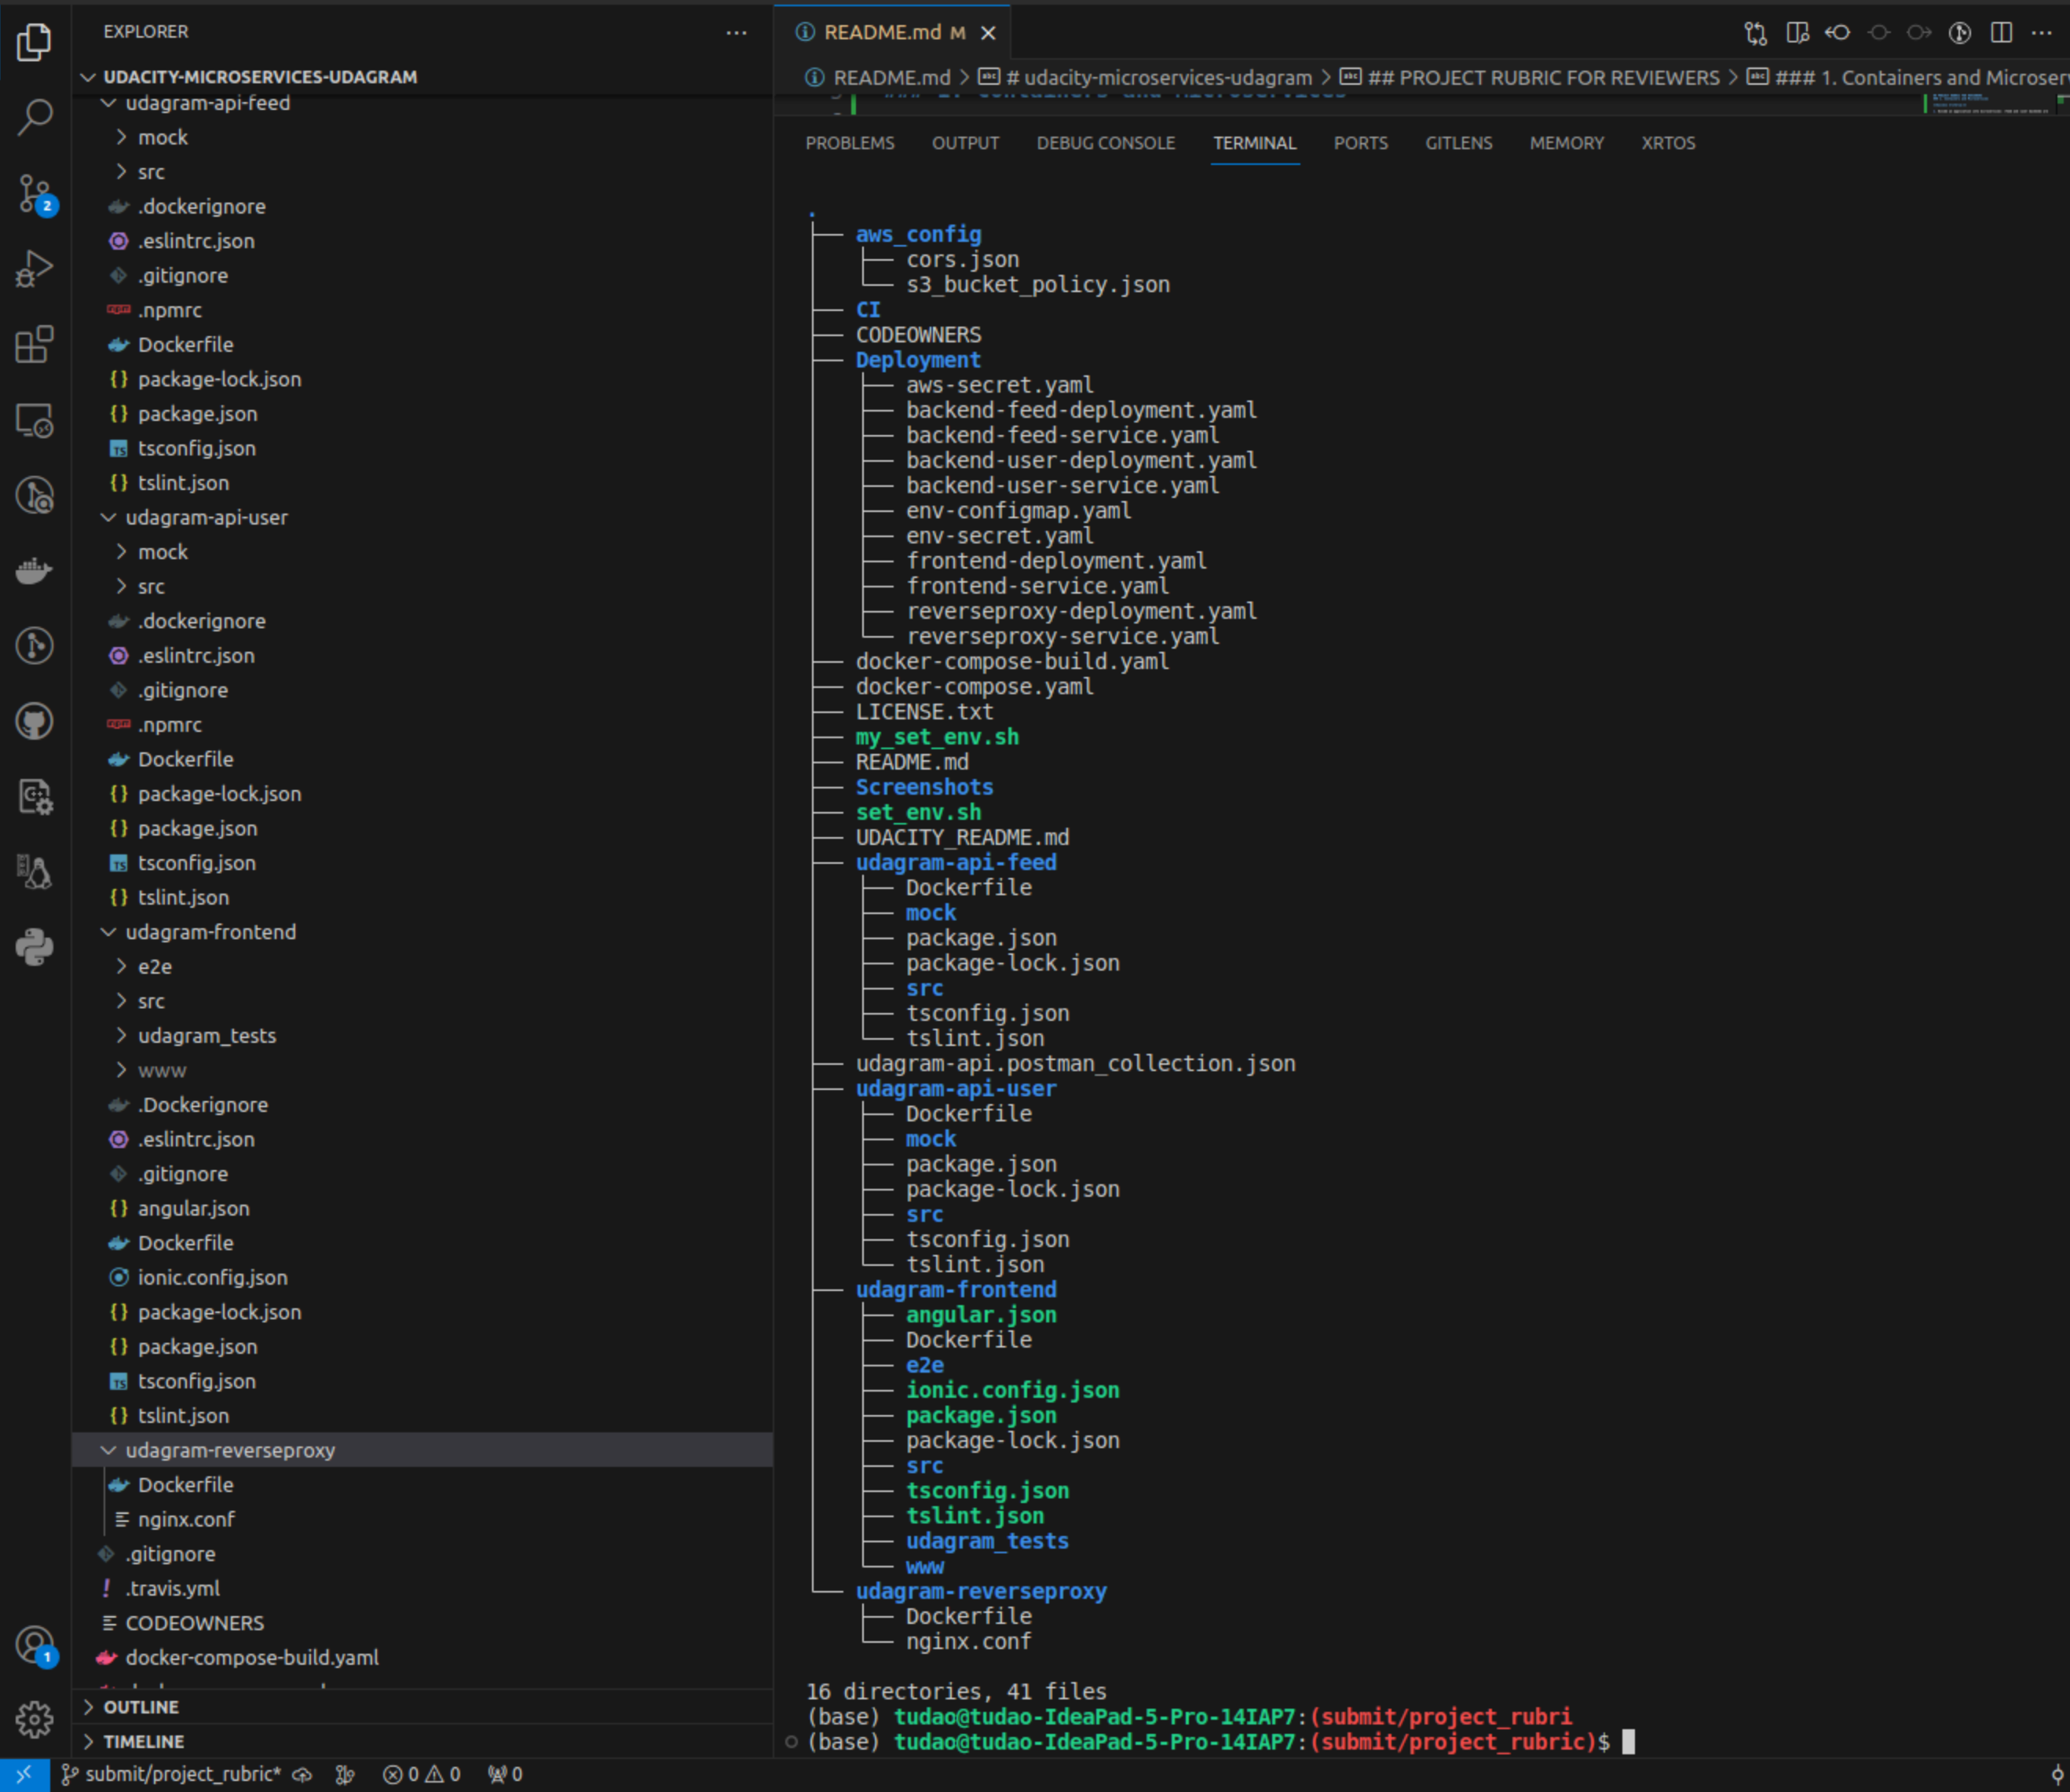 EXPLORER
UDACITY-MICROSERVICES-UDAGRAM
udagram-api-feed
mock
src
.dockerignore
.eslintrc.json
.gitignore
.npmrc
Dockerfile
package-lock.json
package.json
tsconfig.json
tslint.json
udagram-api-user
mock
src
.dockerignore
.eslintrc.json
.gitignore
.npmrc
Dockerfile
package-lock.json
package.json
tsconfig.json
tslint.json
udagram-frontend
e2e
src
udagram_tests
www
.Dockerignore
.eslintrc.json
.gitignore
angular.json
Dockerfile
ionic.config.json
package-lock.json
package.json
tsconfig.json
tslint.json
udagram-reverseproxy
Dockerfile
nginx.conf
.gitignore
.travis.yml
CODEOWNERS
docker-compose-build.yaml
OUTLINE
TIMELINE
2
1
README.md M
README.md > # udacity-microservices-udagram > ## PROJECT RUBRIC FOR REVIEWERS > ### 1. Containers and Microser
PROBLEMS OUTPUT DEBUG CONSOLE TERMINAL PORTS GITLENS MEMORY XRTOS
.
├── aws_config
│   ├── cors.json
│   └── s3_bucket_policy.json
├── CI
├── CODEOWNERS
├── Deployment
│   ├── aws-secret.yaml
│   ├── backend-feed-deployment.yaml
│   ├── backend-feed-service.yaml
│   ├── backend-user-deployment.yaml
│   ├── backend-user-service.yaml
│   ├── env-configmap.yaml
│   ├── env-secret.yaml
│   ├── frontend-deployment.yaml
│   ├── frontend-service.yaml
│   ├── reverseproxy-deployment.yaml
│   └── reverseproxy-service.yaml
├── docker-compose-build.yaml
├── docker-compose.yaml
├── LICENSE.txt
├── my_set_env.sh
├── README.md
├── Screenshots
├── set_env.sh
├── UDACITY_README.md
├── udagram-api-feed
│   ├── Dockerfile
│   ├── mock
│   ├── package.json
│   ├── package-lock.json
│   ├── src
│   ├── tsconfig.json
│   └── tslint.json
├── udagram-api.postman_collection.json
├── udagram-api-user
│   ├── Dockerfile
│   ├── mock
│   ├── package.json
│   ├── package-lock.json
│   ├── src
│   ├── tsconfig.json
│   └── tslint.json
├── udagram-frontend
│   ├── angular.json
│   ├── Dockerfile
│   ├── e2e
│   ├── ionic.config.json
│   ├── package.json
│   ├── package-lock.json
│   ├── src
│   ├── tsconfig.json
│   ├── tslint.json
│   ├── udagram_tests
│   └── www
└── udagram-reverseproxy
    ├── Dockerfile
    └── nginx.conf
16 directories, 41 files
(base) tudao@tudao-IdeaPad-5-Pro-14IAP7:(submit/project_rubri
(base) tudao@tudao-IdeaPad-5-Pro-14IAP7:(submit/project_rubric)$
submit/project_rubric* 0 0 0